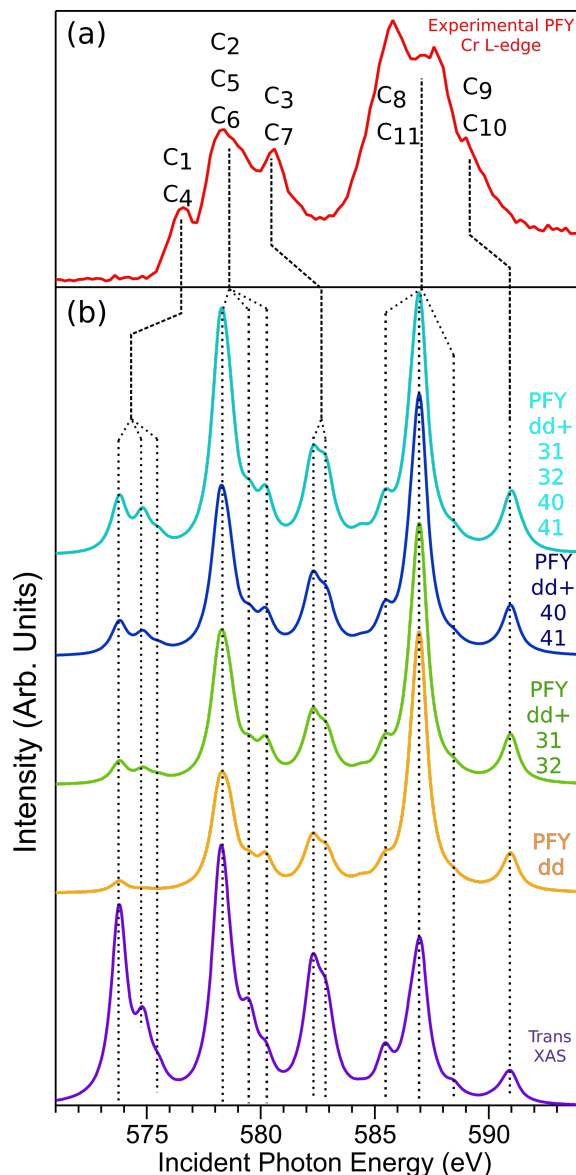 (a)
Experimental PFY
Cr L-edge
C2
C5
C6
C1
C4
C3
C7
C8
C11
C9
C10
(b)
PFY
dd+
31
32
40
41
PFY
dd+
40
41
PFY
dd+
31
32
PFY
dd
Trans
XAS
Intensity (Arb. Units)
575 580 585 590
Incident Photon Energy (eV)